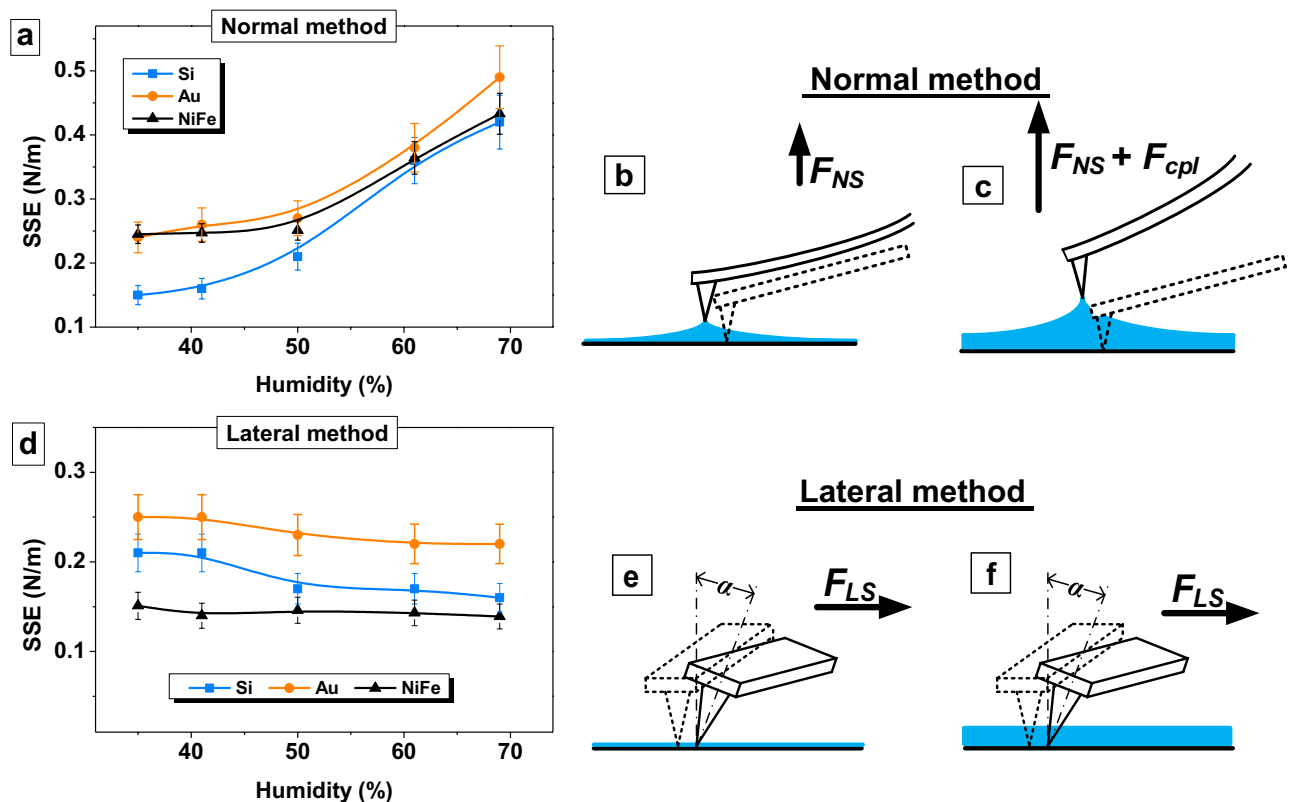 a
Normal method
Si
Au
NiFe
0.5
0.4
0.3
0.2
0.1
SSE (N/m)
40 50 60 70
Humidity (%)
Normal method
b
F_NS
c
F_NS + F_cpl
d
Lateral method
0.3
0.2
0.1
SSE (N/m)
Si Au NiFe
40 50 60 70
Humidity (%)
Lateral method
e
α
F_LS
f
α
F_LS